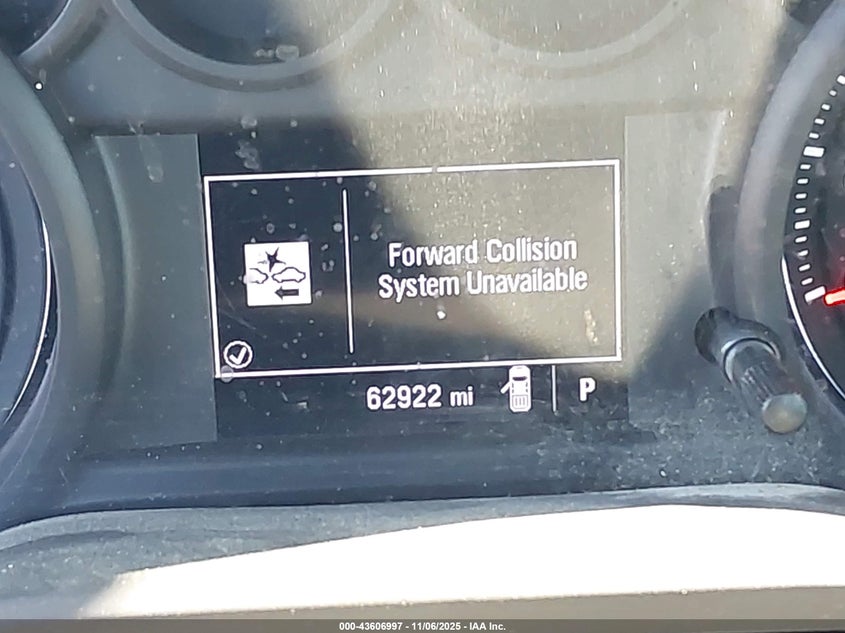 Forward Collision
System Unavailable
62922 mi
P
000-43606997 - 11/06/2025 - IAA Inc.